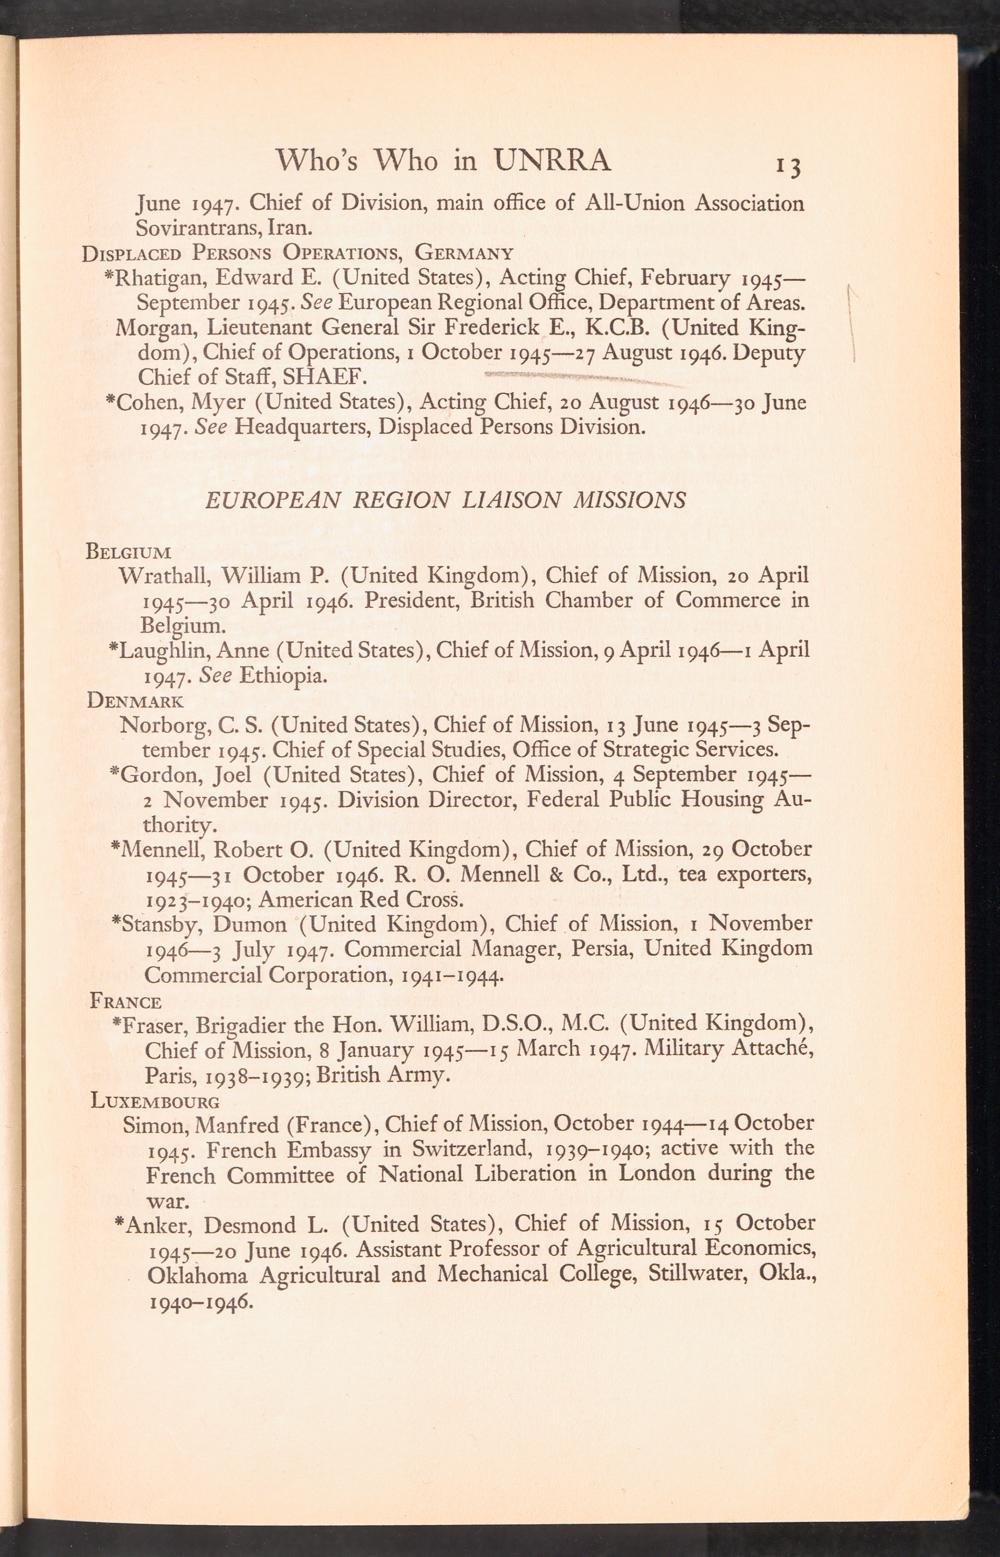 Who's Who in UNRRA 13
June 1947. Chief of Division, main office of All-Union Association
Sovirantrans, Iran.
DISPLACED PERSONS OPERATIONS, GERMANY
*Rhatigan, Edward E. (United States), Acting Chief, February 1945—
September 1945. See European Regional Office, Department of Areas.
Morgan, Lieutenant General Sir Frederick E., K.C.B. (United King-
dom), Chief of Operations, 1 October 1945—27 August 1946. Deputy
Chief of Staff, SHAEF.
*Cohen, Myer (United States), Acting Chief, 20 August 1946—30 June
1947. See Headquarters, Displaced Persons Division.
EUROPEAN REGION LIAISON MISSIONS
BELGIUM
Wrathall, William P. (United Kingdom), Chief of Mission, 20 April
1945—30 April 1946. President, British Chamber of Commerce in
Belgium.
*Laughlin, Anne (United States), Chief of Mission, 9 April 1946—1 April
1947. See Ethiopia.
DENMARK
Norborg, C. S. (United States), Chief of Mission, 13 June 1945—3 Sep-
tember 1945. Chief of Special Studies, Office of Strategic Services.
*Gordon, Joel (United States), Chief of Mission, 4 September 1945—
2 November 1945. Division Director, Federal Public Housing Au-
thority.
*Mennell, Robert O. (United Kingdom), Chief of Mission, 29 October
1945—31 October 1946. R. O. Mennell & Co., Ltd., tea exporters,
1923–1940; American Red Cross.
*Stansby, Dumon (United Kingdom), Chief of Mission, 1 November
1946—3 July 1947. Commercial Manager, Persia, United Kingdom
Commercial Corporation, 1941–1944.
FRANCE
*Fraser, Brigadier the Hon. William, D.S.O., M.C. (United Kingdom),
Chief of Mission, 8 January 1945—15 March 1947. Military Attaché,
Paris, 1938–1939; British Army.
LUXEMBOURG
Simon, Manfred (France), Chief of Mission, October 1944—14 October
1945. French Embassy in Switzerland, 1939–1940; active with the
French Committee of National Liberation in London during the
war.
*Anker, Desmond L. (United States), Chief of Mission, 15 October
1945—20 June 1946. Assistant Professor of Agricultural Economics,
Oklahoma Agricultural and Mechanical College, Stillwater, Okla.,
1940–1946.